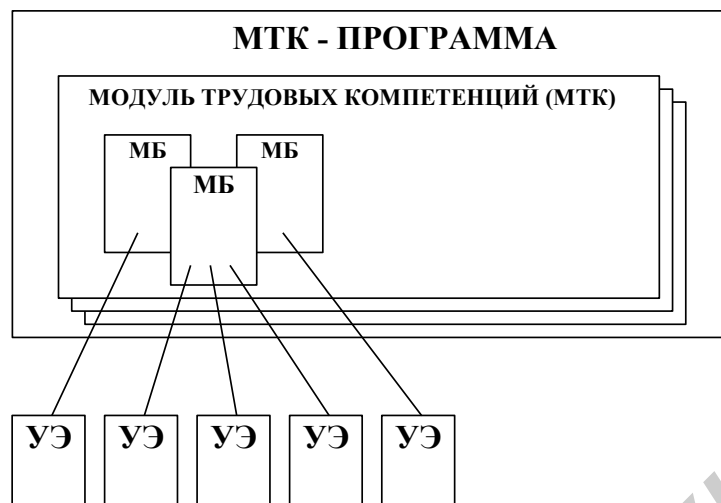 МТК - ПРОГРАММА
МОДУЛЬ ТРУДОВЫХ КОМПЕТЕНЦИЙ (МТК)
МБ МБ
МБ
УЭ УЭ УЭ УЭ УЭ